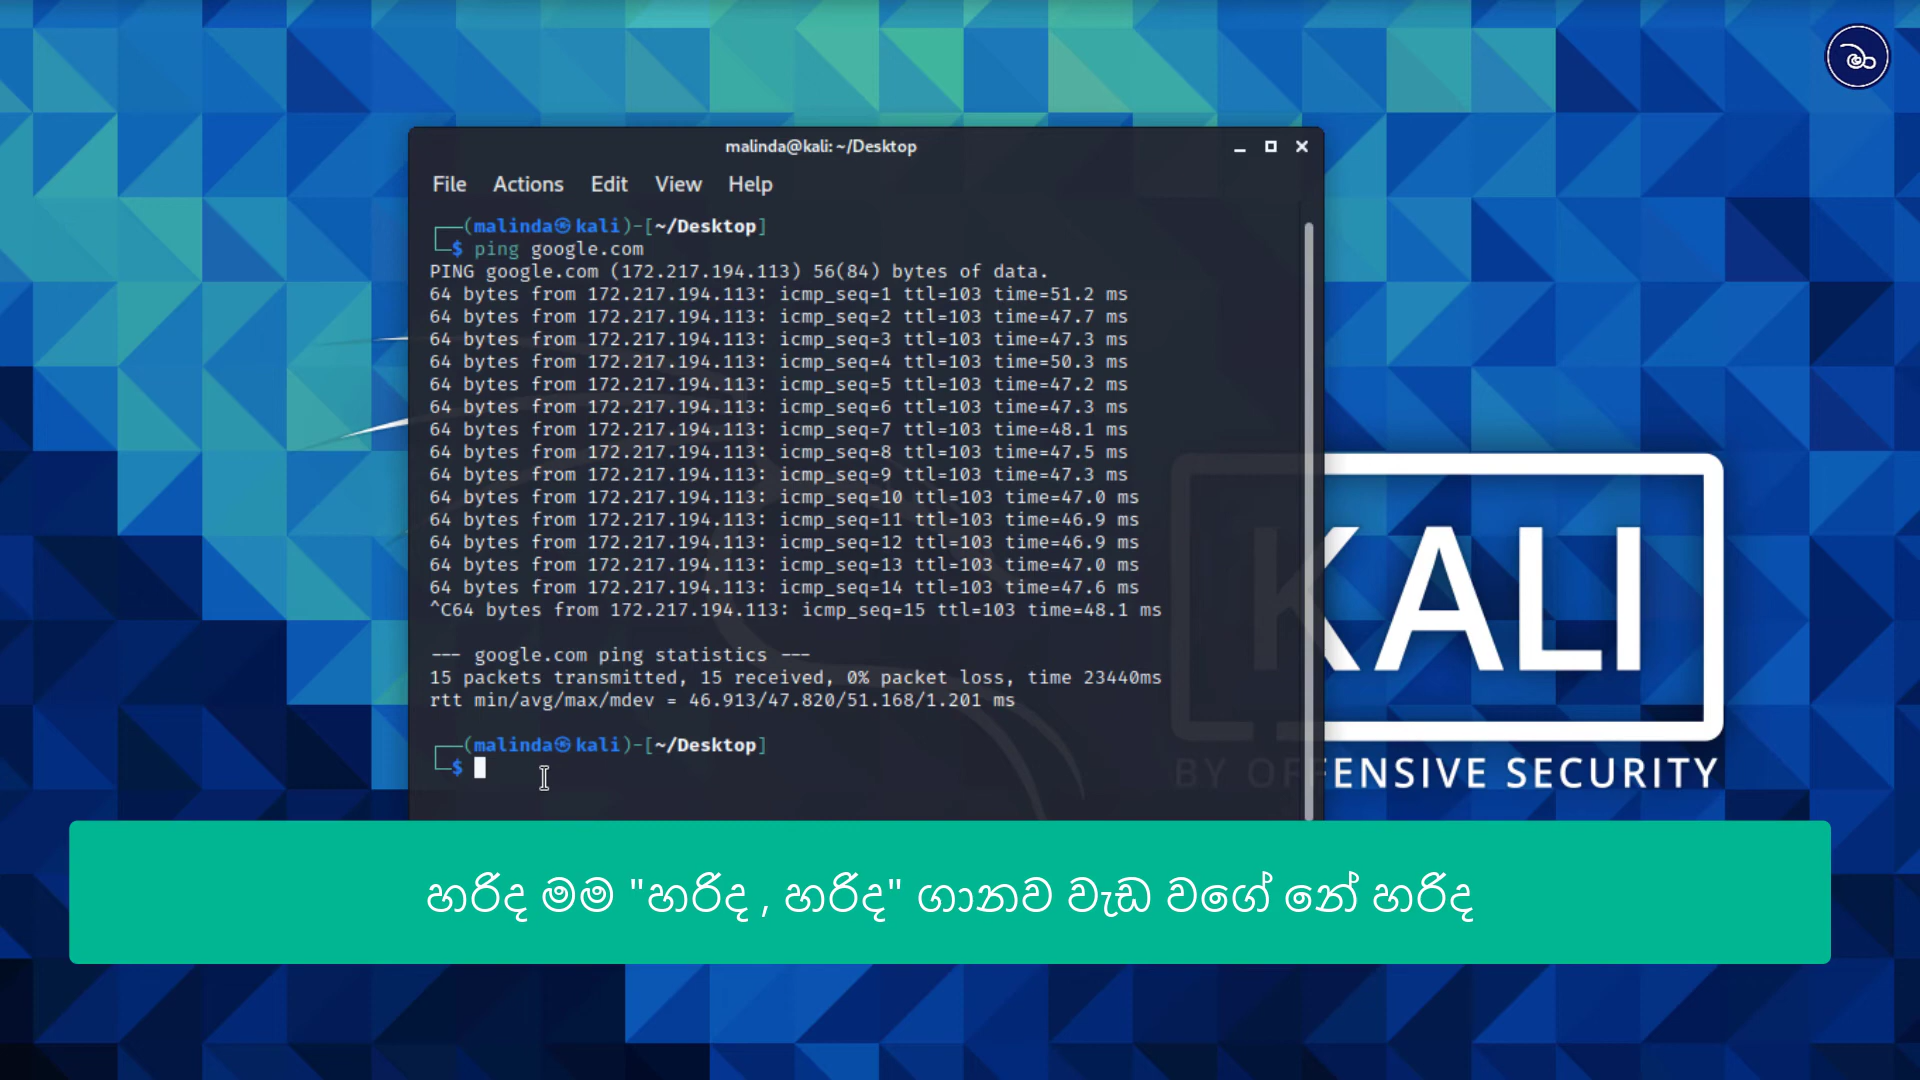 malinda@kali: ~/Desktop
File Actions Edit View Help
┌──(malinda㉿kali)-[~/Desktop]
└─$ ping google.com
PING google.com (172.217.194.113) 56(84) bytes of data.
64 bytes from 172.217.194.113: icmp_seq=1 ttl=103 time=51.2 ms
64 bytes from 172.217.194.113: icmp_seq=2 ttl=103 time=47.7 ms
64 bytes from 172.217.194.113: icmp_seq=3 ttl=103 time=47.3 ms
64 bytes from 172.217.194.113: icmp_seq=4 ttl=103 time=50.3 ms
64 bytes from 172.217.194.113: icmp_seq=5 ttl=103 time=47.2 ms
64 bytes from 172.217.194.113: icmp_seq=6 ttl=103 time=47.3 ms
64 bytes from 172.217.194.113: icmp_seq=7 ttl=103 time=48.1 ms
64 bytes from 172.217.194.113: icmp_seq=8 ttl=103 time=47.5 ms
64 bytes from 172.217.194.113: icmp_seq=9 ttl=103 time=47.3 ms
64 bytes from 172.217.194.113: icmp_seq=10 ttl=103 time=47.0 ms
64 bytes from 172.217.194.113: icmp_seq=11 ttl=103 time=46.9 ms
64 bytes from 172.217.194.113: icmp_seq=12 ttl=103 time=46.9 ms
64 bytes from 172.217.194.113: icmp_seq=13 ttl=103 time=47.0 ms
64 bytes from 172.217.194.113: icmp_seq=14 ttl=103 time=47.6 ms
^C64 bytes from 172.217.194.113: icmp_seq=15 ttl=103 time=48.1 ms
--- google.com ping statistics ---
15 packets transmitted, 15 received, 0% packet loss, time 23440ms
rtt min/avg/max/mdev = 46.913/47.820/51.168/1.201 ms
┌──(malinda㉿kali)-[~/Desktop]
└─$
KALI
BY OFFENSIVE SECURITY
හරිද මම "හරිද , හරිද" ගානව වැඩ වගේ නේ හරිද